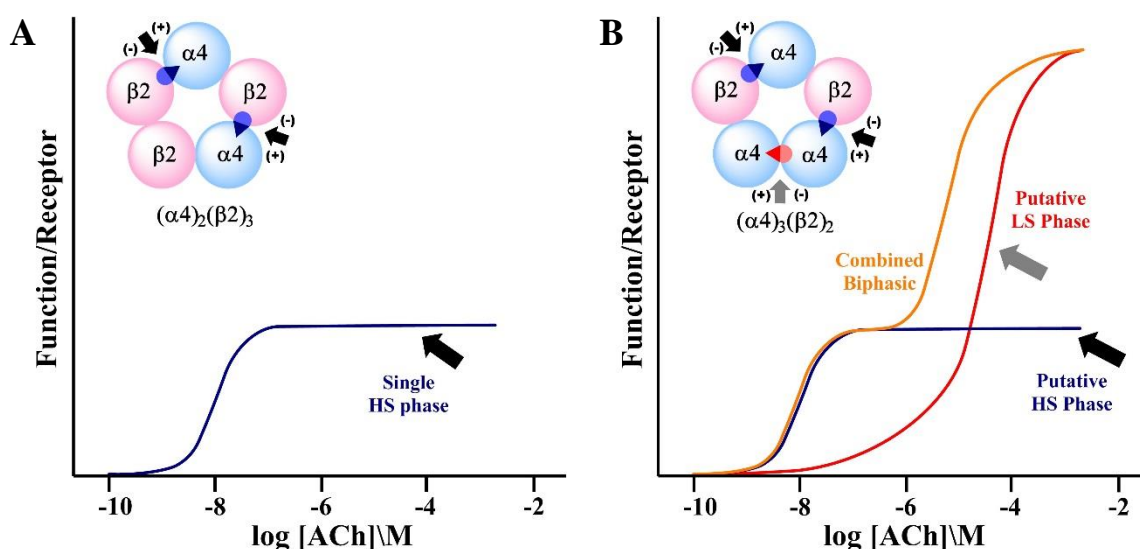 A
(+)
(-)
α4
β2
β2
(-)
β2
α4
(+)
(α4)₂(β2)₃
Function/Receptor
Single
HS phase
-10
-8
-6
-4
-2
log [ACh]\M
B
(+)
(-)
α4
β2
β2
(-)
α4
α4
(+)
(+)
(-)
(α4)₃(β2)₂
Function/Receptor
Putative
LS Phase
Combined
Biphasic
Putative
HS Phase
-10
-8
-6
-4
-2
log [ACh]\M